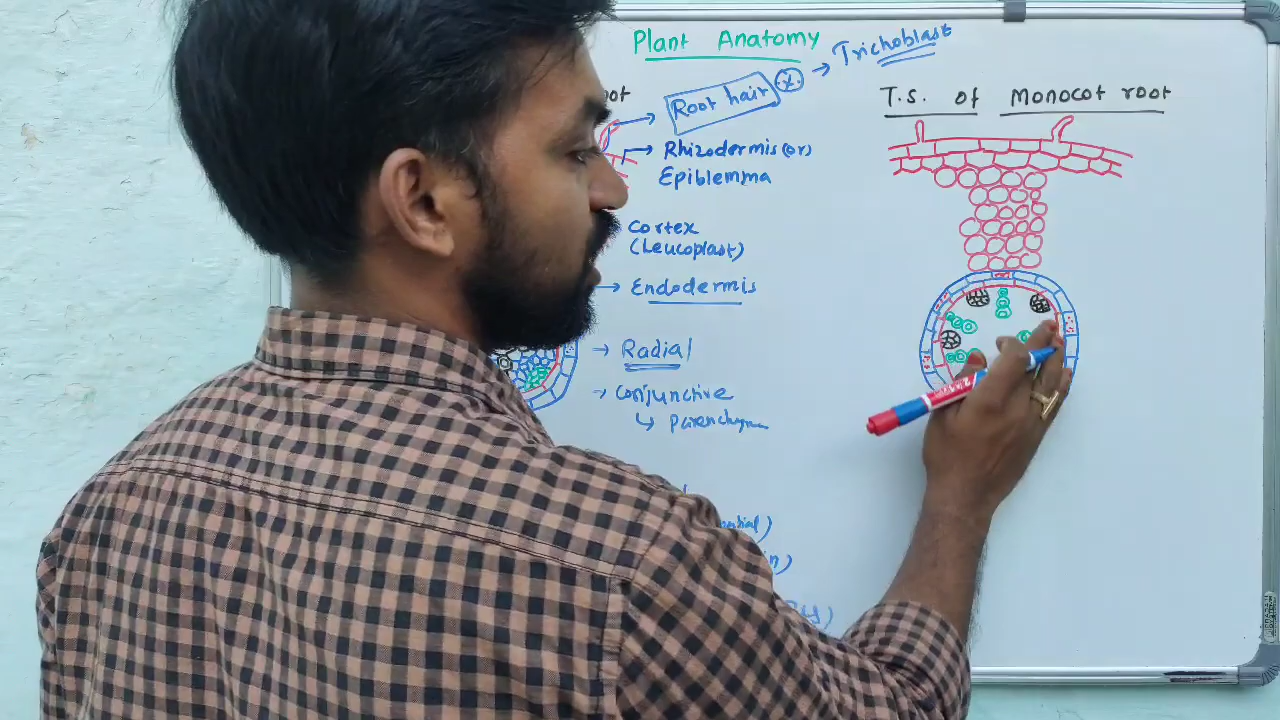 Plant Anatomy
Root hair → Trichoblast
Rhizodermis (or)
Epiblemma
Cortex
(Leucoplast)
→ Endodermis
→ Radial
→ Conjunctive
↳ parenchyma
T.S. of Monocot root